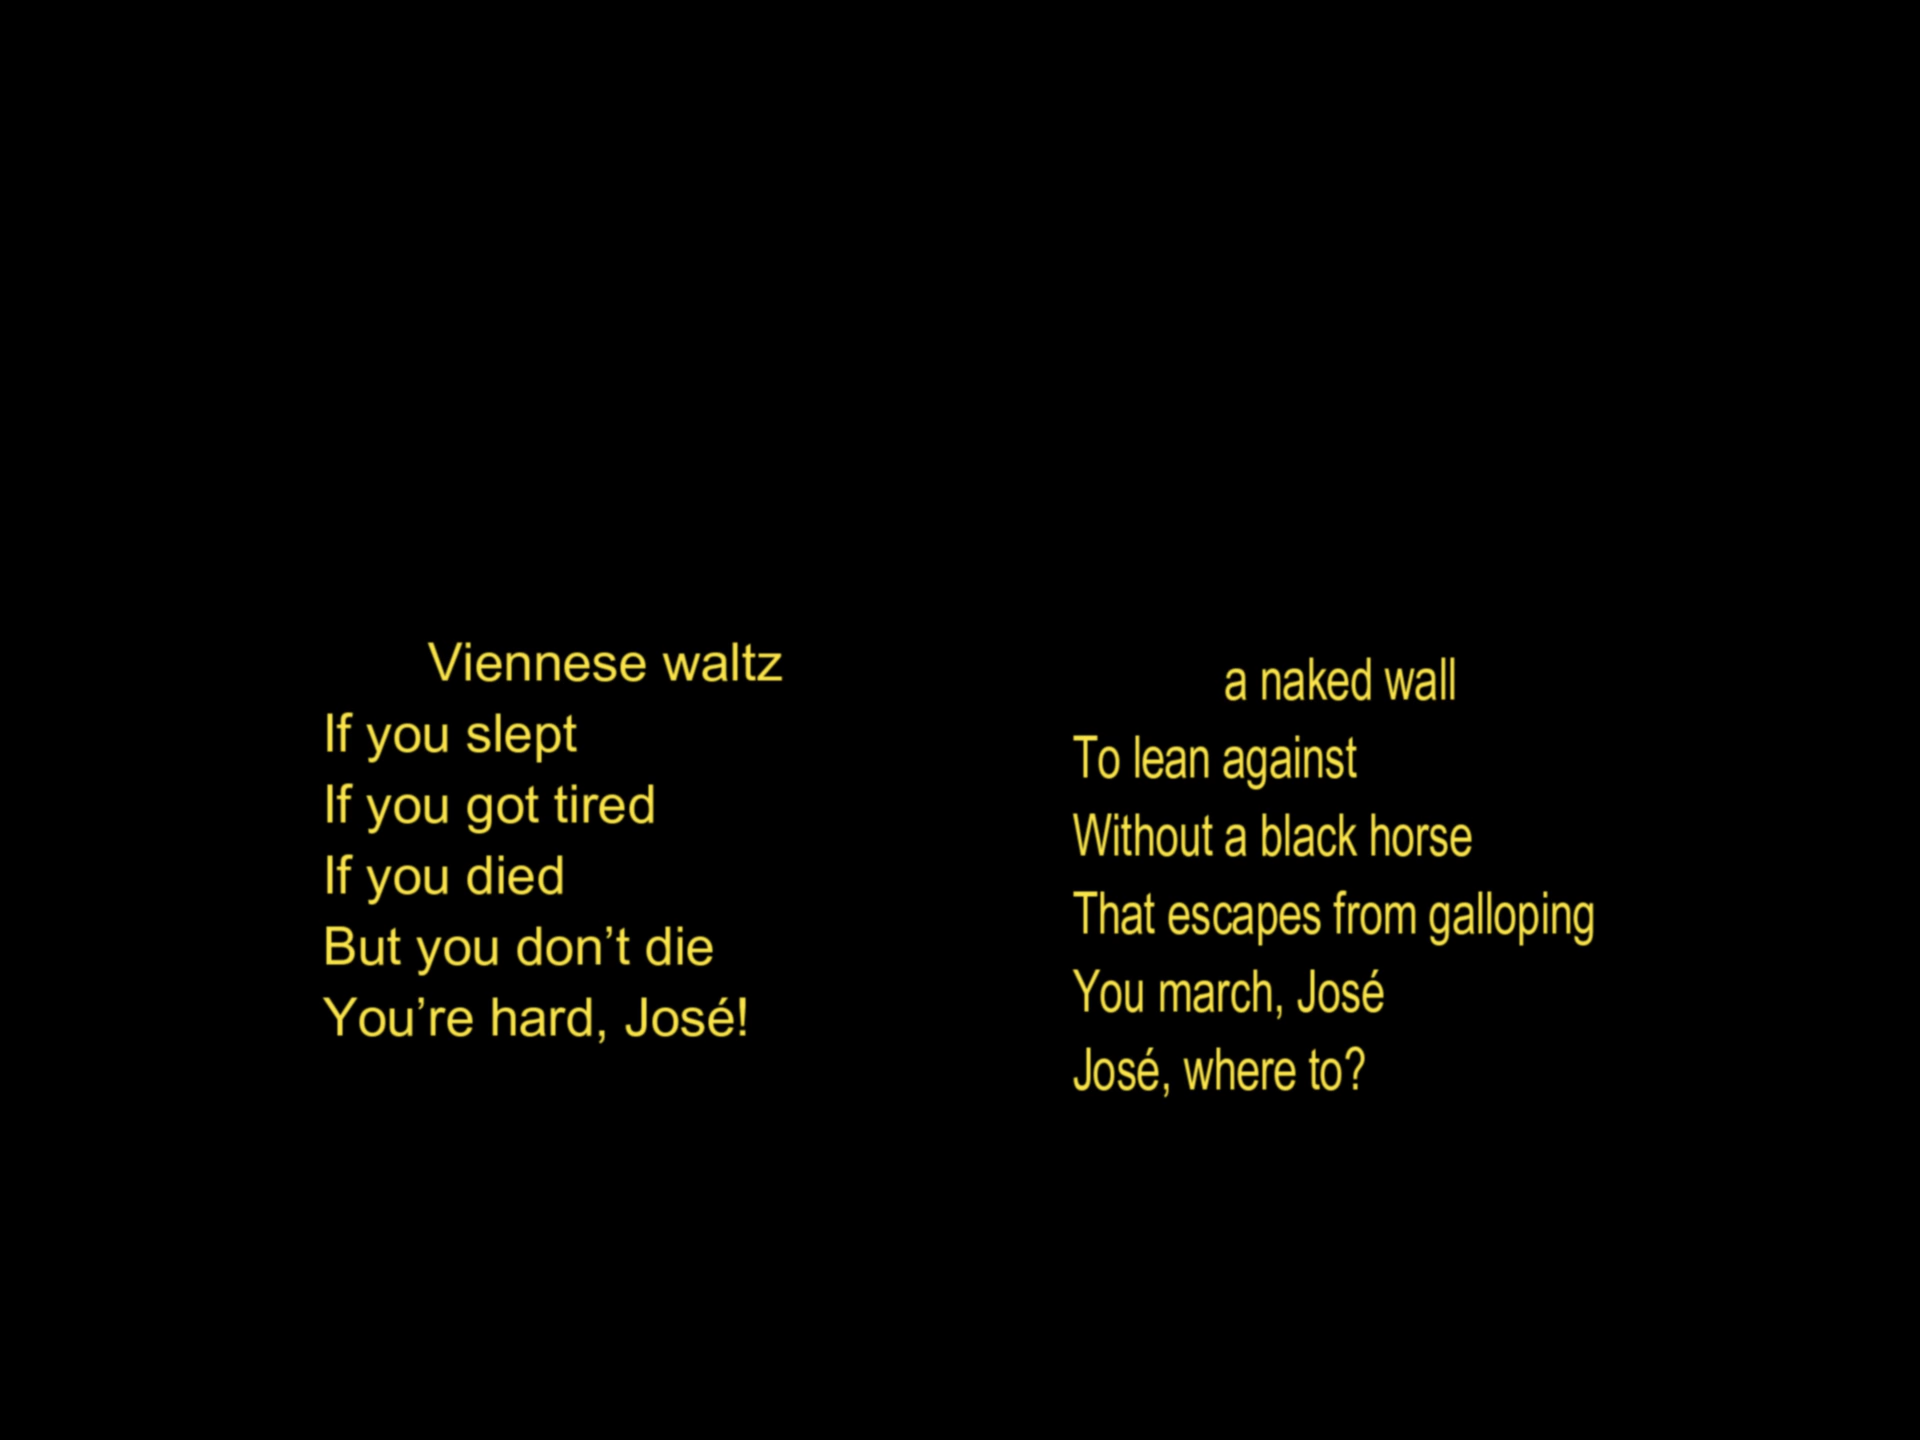 Viennese waltz
If you slept
If you got tired
If you died
But you don’t die
You’re hard, José!
a naked wall
To lean against
Without a black horse
That escapes from galloping
You march, José
José, where to?